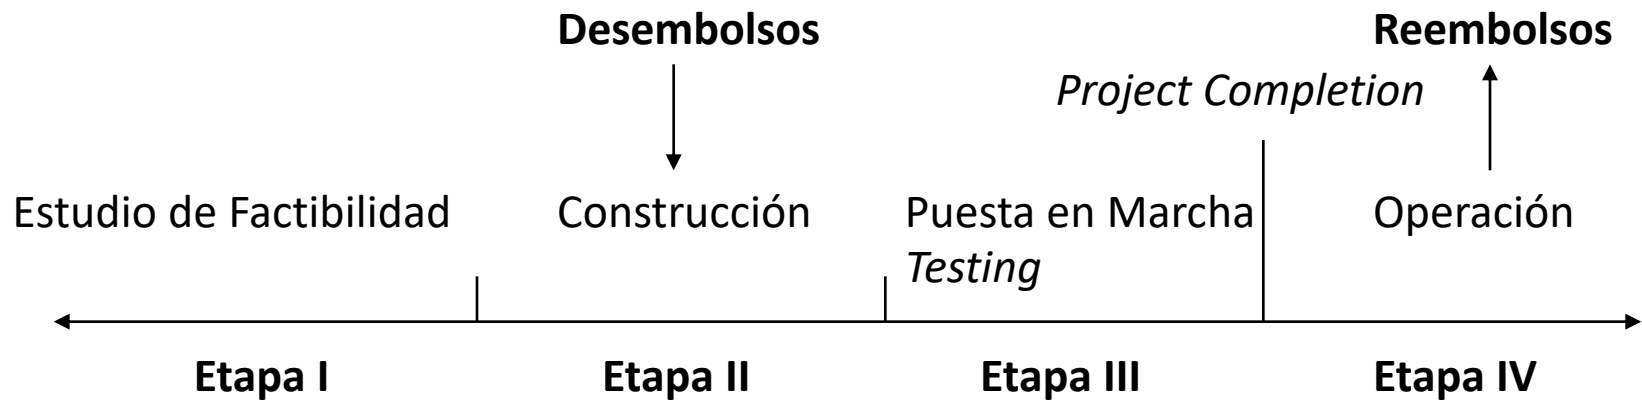 Desembolsos
Reembolsos
Project Completion
Estudio de Factibilidad
Construcción
Puesta en Marcha
Testing
Operación
Etapa I
Etapa II
Etapa III
Etapa IV